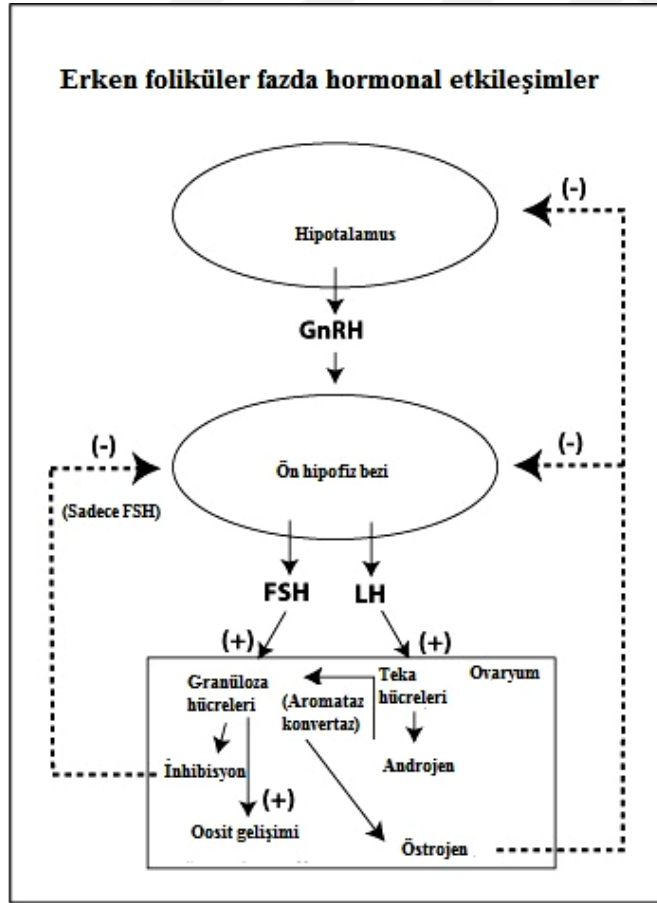 Erken foliküler fazda hormonal etkileşimler
(-)
Hipotalamus
GnRH
(-)
(-)
Ön hipofiz bezi
(Sadece FSH)
FSH
LH
(+)
(+)
Granüloza
hücreleri
(Aromataz
konvertaz)
Teka
hücreleri
Ovaryum
İnhibisyon
Androjen
(+)
Oosit gelişimi
Östrojen